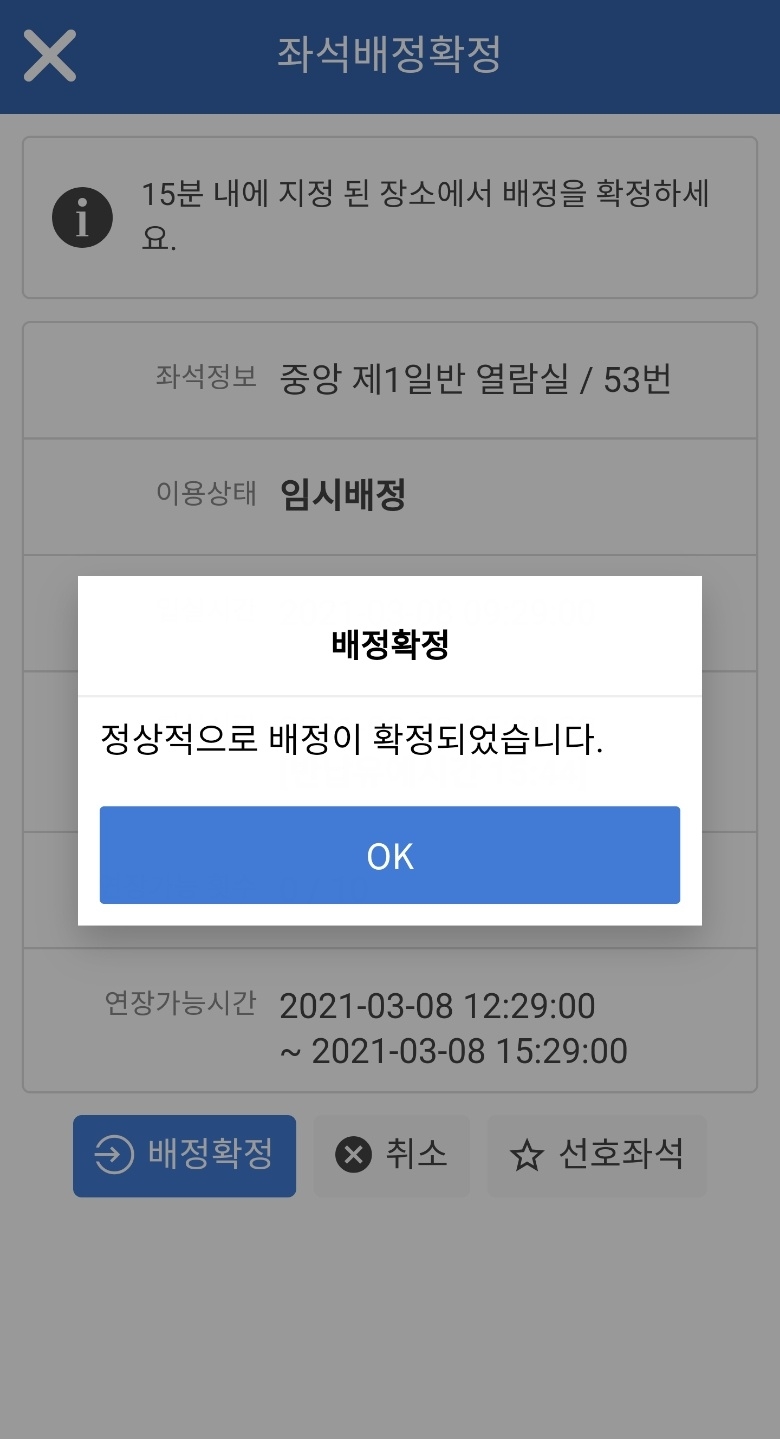 좌석배정확정
15분 내에 지정 된 장소에서 배정을 확정하세
요.
좌석정보 중앙 제1일반 열람실 / 53번
이용상태 임시배정
배정확정
정상적으로 배정이 확정되었습니다.
OK
연장가능시간 2021-03-08 12:29:00
~ 2021-03-08 15:29:00
배정확정 취소 선호좌석